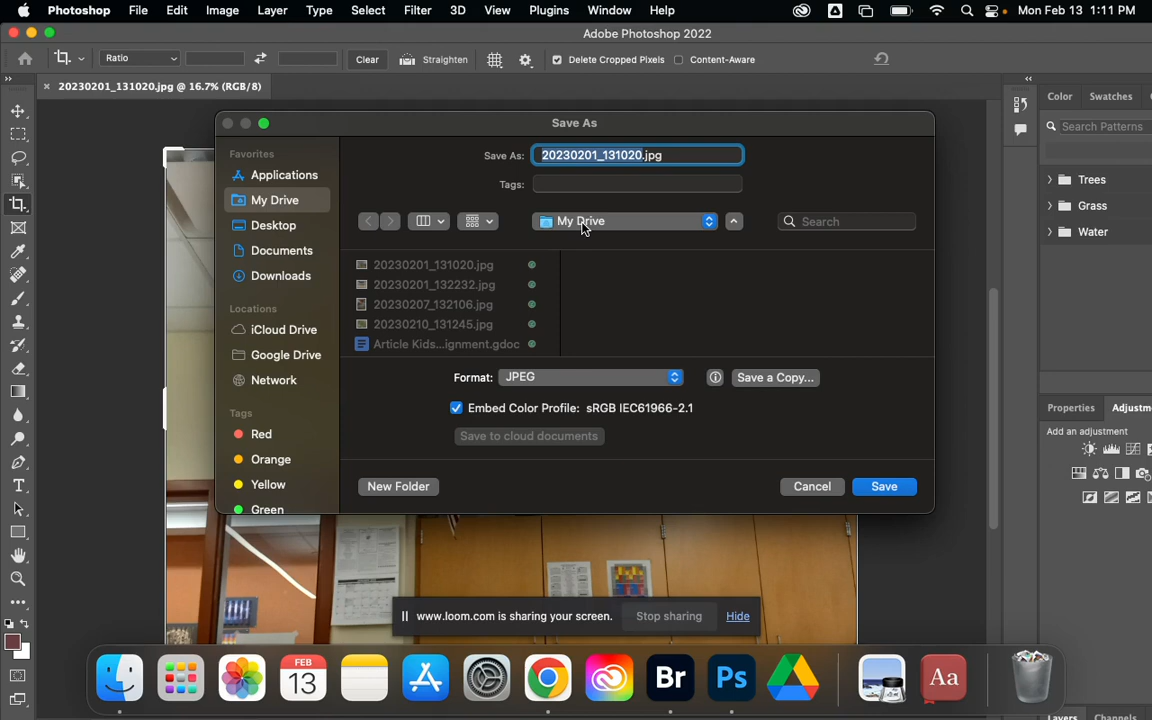 Photoshop File Edit Image Layer Type Select Filter 3D View Plugins Window Help Mon Feb 13 1:11 PM
Adobe Photoshop 2022
Ratio Clear Straighten Delete Cropped Pixels Content-Aware
20230201_131020.jpg @ 16.7% (RGB/8)
Color Swatches
Search Patterns
Trees
Grass
Water
Save As
Favorites
Applications
My Drive
Desktop
Documents
Downloads
Locations
iCloud Drive
Google Drive
Network
Tags
Red
Orange
Yellow
Green
Save As: 20230201_131020.jpg
Tags:
My Drive
Search
20230201_131020.jpg
20230201_132232.jpg
20230207_132106.jpg
20230210_131245.jpg
Article Kids...ignment.gdoc
Format: JPEG Save a Copy...
Embed Color Profile: sRGB IEC61966-2.1
Save to cloud documents
New Folder Cancel Save
Properties Adjustm
Add an adjustment
www.loom.com is sharing your screen. Stop sharing Hide
FEB
13
Br
Ps
Aa
Layers Channels